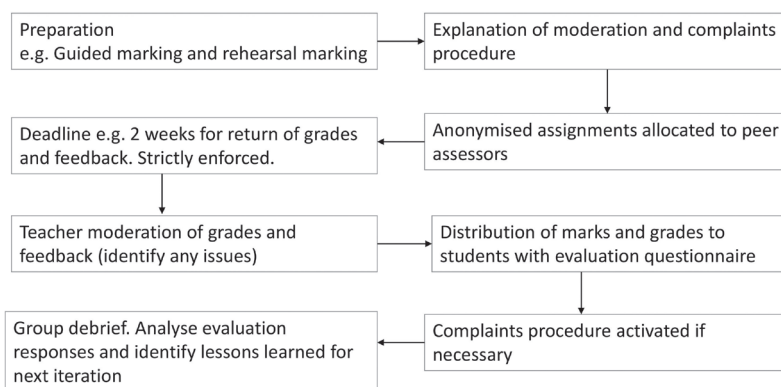 Preparation
e.g. Guided marking and rehearsal marking
Explanation of moderation and complaints
procedure
Anonymised assignments allocated to peer
assessors
Deadline e.g. 2 weeks for return of grades
and feedback. Strictly enforced.
Teacher moderation of grades and
feedback (identify any issues)
Distribution of marks and grades to
students with evaluation questionnaire
Complaints procedure activated if
necessary
Group debrief. Analyse evaluation
responses and identify lessons learned for
next iteration